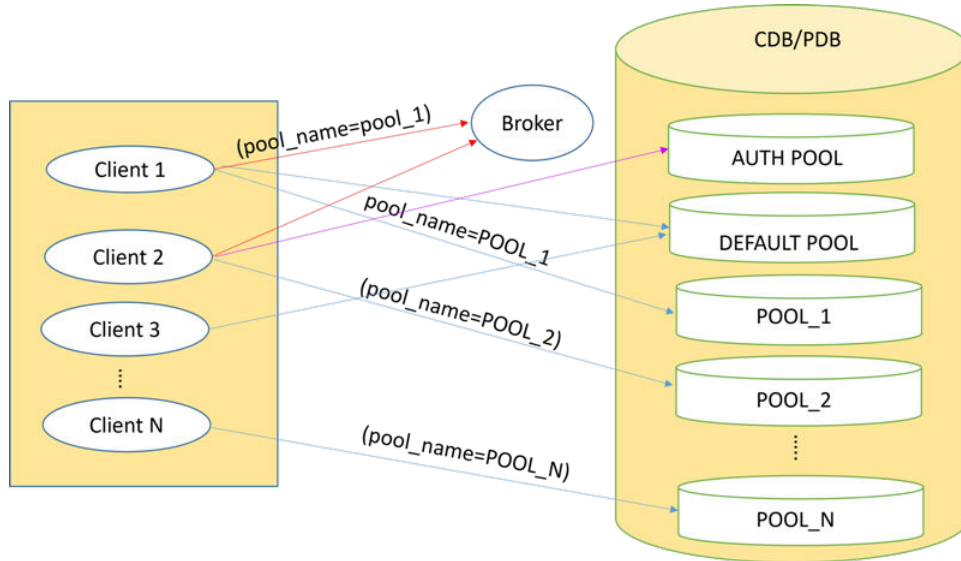 CDB/PDB
Broker
(pool_name=pool_1)
Client 1
AUTH POOL
pool_name=POOL_1
Client 2
DEFAULT POOL
(pool_name=POOL_2)
Client 3
POOL_1
Client N
POOL_2
(pool_name=POOL_N)
POOL_N